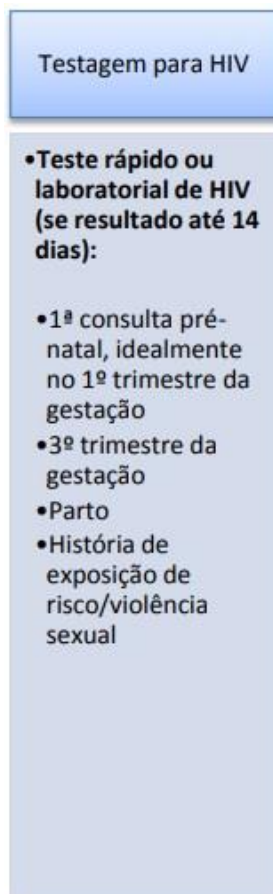 Testagem para HIV
•Teste rápido ou
laboratorial de HIV
(se resultado até 14
dias):
•1ª consulta pré-
natal, idealmente
no 1º trimestre da
gestação
•3º trimestre da
gestação
•Parto
•História de
exposição de
risco/violência
sexual